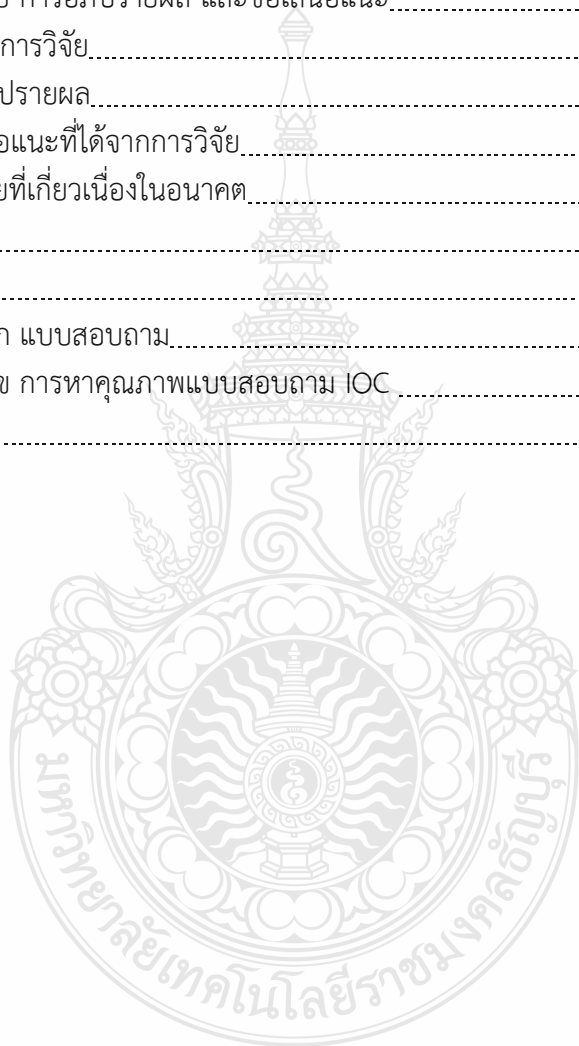 การอภิปรายผล และข้อเสนอแนะ
การวิจัย
ปรายผล
อแนะที่ได้จากการวิจัย
ยที่เกี่ยวเนื่องในอนาคต
ก แบบสอบถาม
ข การหาคุณภาพแบบสอบถาม IOC
มหาวิทยาลัยเทคโนโลยีราชมงคลธัญบุรี